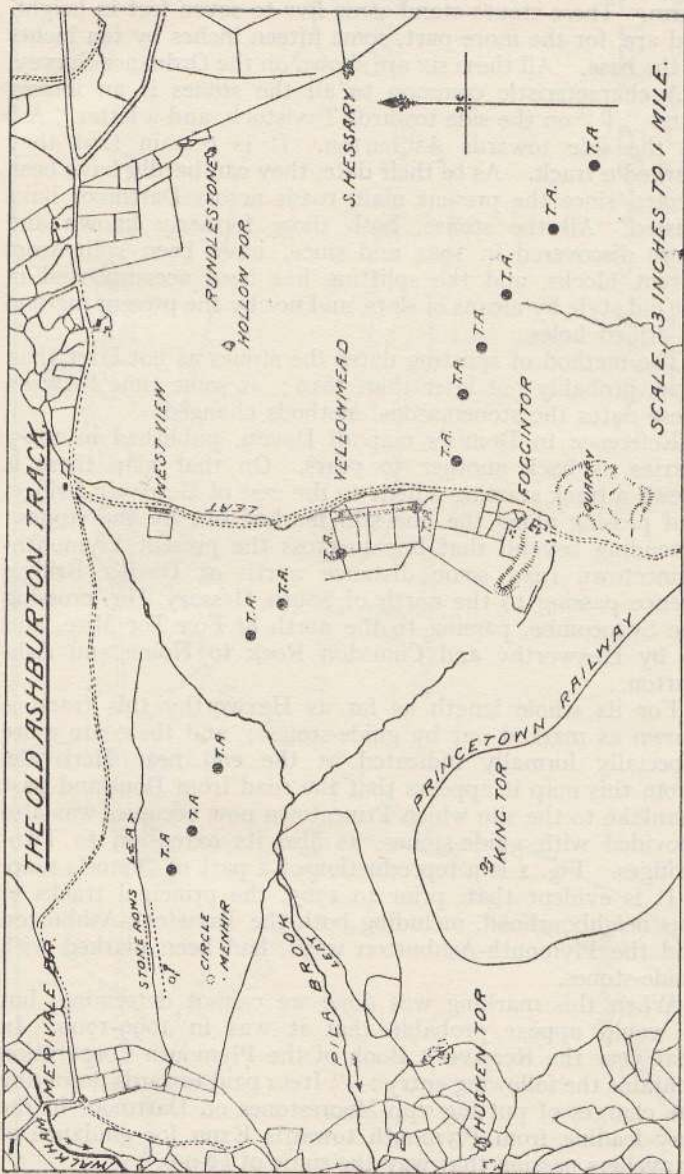 THE OLD ASHBURTON TRACK
WALKHAM
MERIVALE BR.
STONE ROWS
LEAT
CIRCLE
MENHIR
T.A
T.A
T.A.
T.A.
T.A.
WEST VIEW
LEAT
RUNDLESTONE
HOLLOW TOR.
YELLOWMEAD
T.A.
T.A.
T.A.
T.A.
T.A.
T.A.
T.A
S. HESSARY
FOGGINTOR
QUARRY
PILA BROOK
LEAT
HUCKEN TOR
KING TOR.
PRINCETOWN RAILWAY
SCALE, 3 INCHES TO MILE.